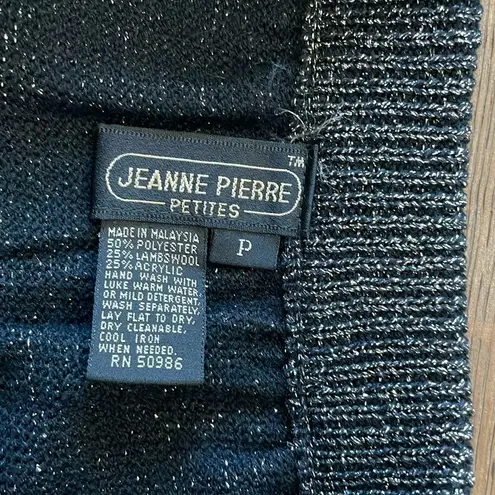 JEANNE PIERRE TM
PETITES
P
MADE IN MALAYSIA
50% POLYESTER
25% LAMBSWOOL
25% ACRYLIC
HAND WASH WITH
LUKE WARM WATER.
OR MILD DETERGENT.
WASH SEPARATELY.
LAY FLAT TO DRY.
DRY CLEANABLE.
COOL IRON
WHEN NEEDED.
RN 50986